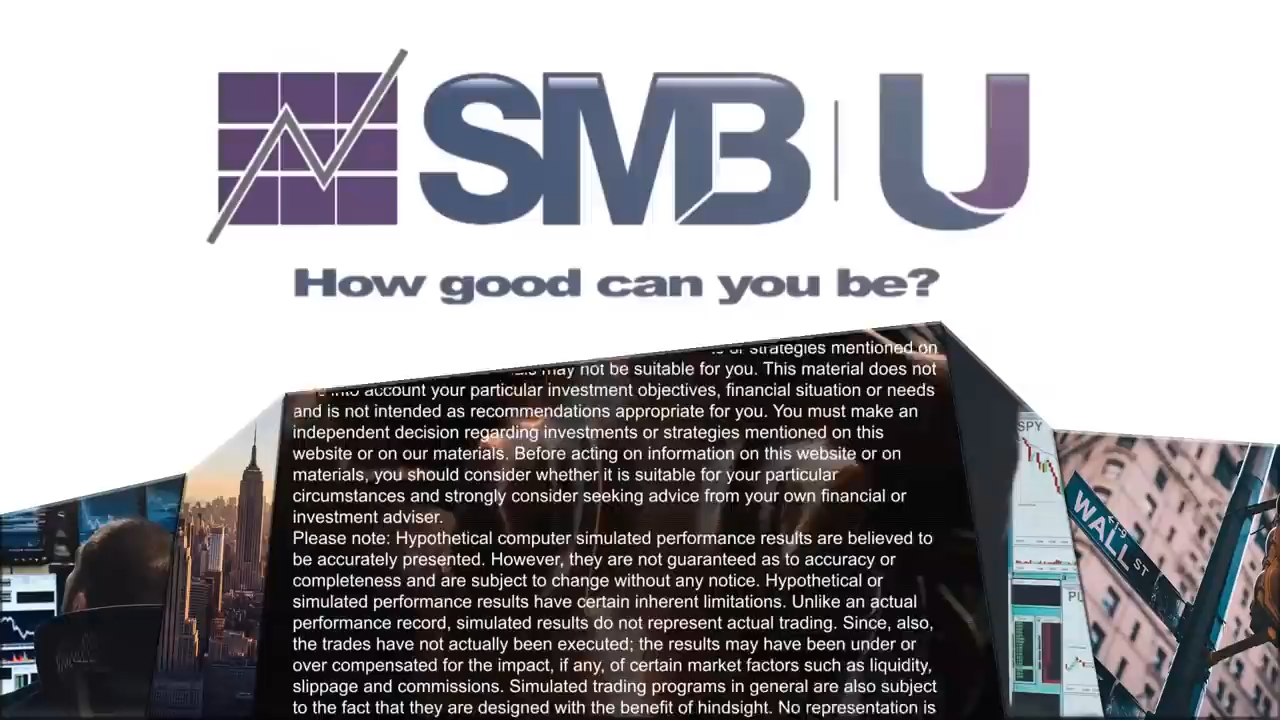 SMB U
How good can you be?
strategies mentioned on
may not be suitable for you. This material does not
into account your particular investment objectives, financial situation or needs
and is not intended as recommendations appropriate for you. You must make an
independent decision regarding investments or strategies mentioned on this
website or on our materials. Before acting on information on this website or on
materials, you should consider whether it is suitable for your particular
circumstances and strongly consider seeking advice from your own financial or
investment adviser.
Please note: Hypothetical computer simulated performance results are believed to
be accurately presented. However, they are not guaranteed as to accuracy or
completeness and are subject to change without any notice. Hypothetical or
simulated performance results have certain inherent limitations. Unlike an actual
performance record, simulated results do not represent actual trading. Since, also,
the trades have not actually been executed; the results may have been under or
over compensated for the impact, if any, of certain market factors such as liquidity,
slippage and commissions. Simulated trading programs in general are also subject
to the fact that they are designed with the benefit of hindsight. No representation is
SPY
WALL ST